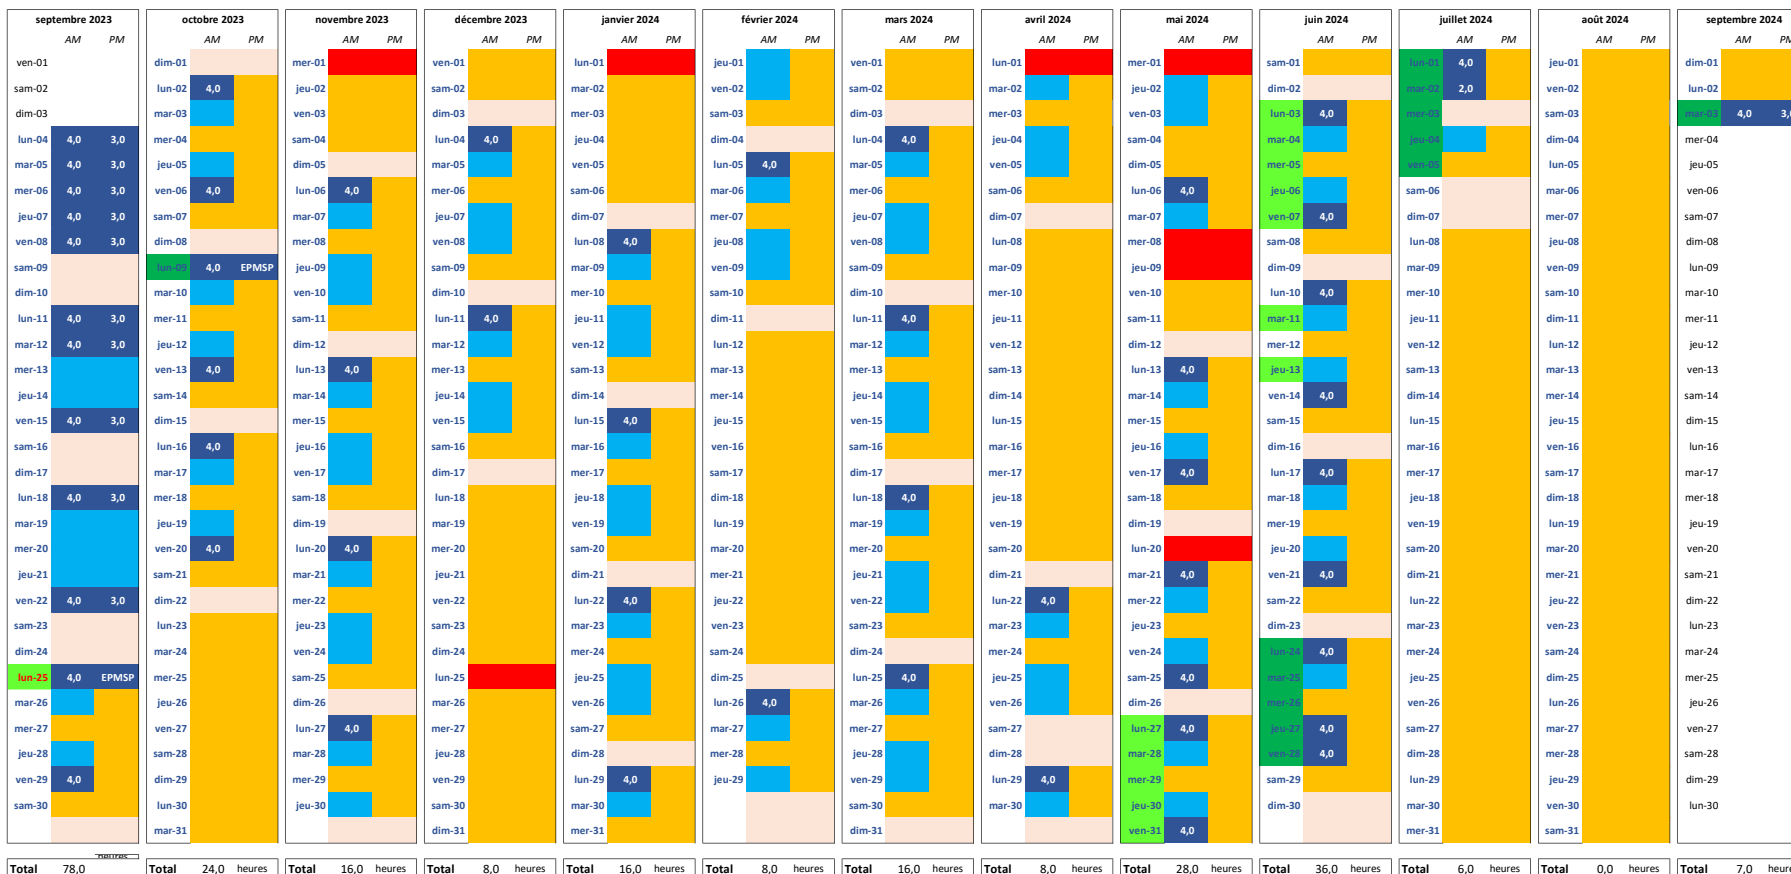 septembre 2023 octobre 2023 novembre 2023 décembre 2023 janvier 2024 février 2024 mars 2024 avril 2024 mai 2024 juin 2024 juillet 2024 août 2024 septembre 2024
AM PM AM PM AM PM AM PM AM PM AM PM AM PM AM PM AM PM AM PM AM PM AM PM AM PM
ven-01 dim-01 mer-01 ven-01 lun-01 jeu-01 ven-01 lun-01 mer-01 sam-01 lun-01 4,0 jeu-01 dim-01
sam-02 lun-02 4,0 jeu-02 sam-02 mar-02 ven-02 sam-02 mar-02 jeu-02 dim-02 mar-02 2,0 ven-02 lun-02
dim-03 mar-03 ven-03 dim-03 mer-03 sam-03 dim-03 mer-03 ven-03 lun-03 4,0 mer-03 sam-03 mar-03 4,0 3,0
lun-04 4,0 3,0 mer-04 sam-04 lun-04 4,0 jeu-04 dim-04 lun-04 4,0 jeu-04 sam-04 mar-04 jeu-04 dim-04 mer-04
mar-05 4,0 3,0 jeu-05 dim-05 mar-05 ven-05 lun-05 4,0 mar-05 ven-05 dim-05 mer-05 ven-05 lun-05 jeu-05
mer-06 4,0 3,0 ven-06 4,0 lun-06 4,0 mer-06 sam-06 mar-06 mer-06 sam-06 lun-06 4,0 jeu-06 sam-06 mar-06 ven-06
jeu-07 4,0 3,0 sam-07 mar-07 jeu-07 dim-07 mer-07 jeu-07 dim-07 mar-07 ven-07 4,0 dim-07 mer-07 sam-07
ven-08 4,0 3,0 dim-08 mer-08 ven-08 lun-08 4,0 jeu-08 ven-08 lun-08 mer-08 sam-08 lun-08 jeu-08 dim-08
sam-09 lun-09 4,0 EPMSP jeu-09 sam-09 mar-09 ven-09 sam-09 mar-09 jeu-09 dim-09 mar-09 ven-09 lun-09
dim-10 mar-10 ven-10 dim-10 mer-10 sam-10 dim-10 mer-10 ven-10 lun-10 4,0 mer-10 sam-10 mar-10
lun-11 4,0 3,0 mer-11 sam-11 lun-11 4,0 jeu-11 dim-11 lun-11 4,0 jeu-11 sam-11 mar-11 jeu-11 dim-11 mer-11
mar-12 4,0 3,0 jeu-12 dim-12 mar-12 ven-12 lun-12 mar-12 ven-12 dim-12 mer-12 ven-12 lun-12 jeu-12
mer-13 ven-13 4,0 lun-13 4,0 mer-13 sam-13 mar-13 mer-13 sam-13 lun-13 4,0 jeu-13 sam-13 mar-13 ven-13
jeu-14 sam-14 mar-14 jeu-14 dim-14 mer-14 jeu-14 dim-14 mar-14 ven-14 4,0 dim-14 mer-14 sam-14
ven-15 4,0 3,0 dim-15 mer-15 ven-15 lun-15 4,0 jeu-15 ven-15 lun-15 mer-15 sam-15 lun-15 jeu-15 dim-15
sam-16 lun-16 4,0 jeu-16 sam-16 mar-16 ven-16 sam-16 mar-16 jeu-16 dim-16 mar-16 ven-16 lun-16
dim-17 mar-17 ven-17 dim-17 mer-17 sam-17 dim-17 mer-17 ven-17 4,0 lun-17 4,0 mer-17 sam-17 mar-17
lun-18 4,0 3,0 mer-18 sam-18 lun-18 jeu-18 dim-18 lun-18 4,0 jeu-18 sam-18 mar-18 jeu-18 dim-18 mer-18
mar-19 jeu-19 dim-19 mar-19 ven-19 lun-19 mar-19 ven-19 dim-19 mer-19 ven-19 lun-19 jeu-19
mer-20 ven-20 4,0 lun-20 4,0 mer-20 sam-20 mar-20 mer-20 sam-20 lun-20 jeu-20 sam-20 mar-20 ven-20
jeu-21 sam-21 mar-21 jeu-21 dim-21 mer-21 jeu-21 dim-21 mar-21 4,0 ven-21 4,0 dim-21 mer-21 sam-21
ven-22 4,0 3,0 dim-22 mer-22 ven-22 lun-22 4,0 jeu-22 ven-22 lun-22 4,0 mer-22 sam-22 lun-22 jeu-22 dim-22
sam-23 lun-23 jeu-23 sam-23 mar-23 ven-23 sam-23 mar-23 jeu-23 dim-23 mar-23 ven-23 lun-23
dim-24 mar-24 ven-24 dim-24 mer-24 sam-24 dim-24 mer-24 ven-24 lun-24 4,0 mer-24 sam-24 mar-24
lun-25 4,0 EPMSP mer-25 sam-25 lun-25 jeu-25 dim-25 lun-25 4,0 jeu-25 sam-25 4,0 mar-25 jeu-25 dim-25 mer-25
mar-26 jeu-26 dim-26 mar-26 ven-26 lun-26 4,0 mar-26 ven-26 dim-26 mer-26 ven-26 lun-26 jeu-26
mer-27 ven-27 lun-27 4,0 mer-27 sam-27 mar-27 mer-27 sam-27 lun-27 4,0 jeu-27 4,0 sam-27 mar-27 ven-27
jeu-28 sam-28 mar-28 jeu-28 dim-28 mer-28 jeu-28 dim-28 mar-28 ven-28 4,0 dim-28 mer-28 sam-28
ven-29 4,0 dim-29 mer-29 ven-29 lun-29 4,0 jeu-29 ven-29 lun-29 4,0 mer-29 sam-29 lun-29 jeu-29 dim-29
sam-30 lun-30 jeu-30 sam-30 mar-30 sam-30 mar-30 jeu-30 dim-30 mar-30 ven-30 lun-30
mar-31 dim-31 mer-31 dim-31 ven-31 4,0 mer-31 sam-31
heures
Total 78,0 Total 24,0 heures Total 16,0 heures Total 8,0 heures Total 16,0 heures Total 8,0 heures Total 16,0 heures Total 8,0 heures Total 28,0 heures Total 36,0 heures Total 6,0 heures Total 0,0 heures Total 7,0 heures